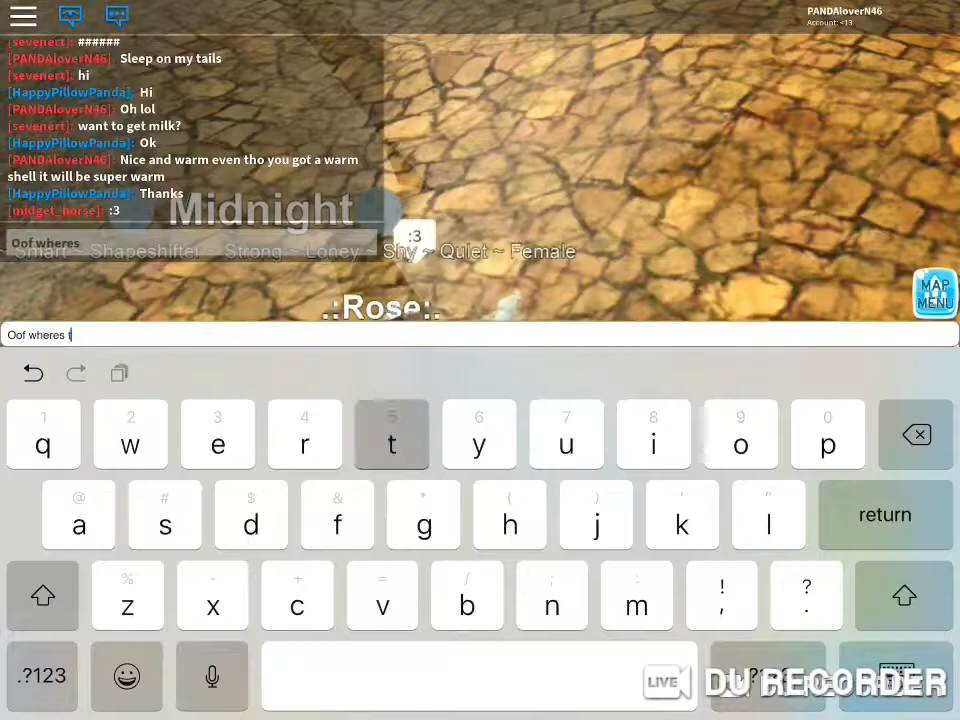 PANDAloverN46
Account: <13
[sevenert]: ######
[PANDAloverN46] Sleep on my tails
[sevenert]: hi
[HappyPillowPanda]: Hi
[PANDAloverN46]: Oh lol
[sevenert]: want to get milk?
[HappyPillowPanda]: Ok
[PANDAloverN46]: Nice and warm even tho you got a warm
shell it will be super warm
[HappyPillowPanda]: Thanks
[midget_horse]: :3
Midnight
:3
Oof wheres
~ Smart ~ Shapeshifter ~ Strong ~ Loney ~ Shy ~ Quiet ~ Female
MAP
MENU
.:Rose:.
Oof wheres t
1 2 3 4 5 6 7 8 9 0
q w e r t y u i o p
@ # $ & * ( ) ' "
a s d f g h j k l return
% - + = / ; : ! ?
z x c v b n m , .
.?123
LIVE DU RECORDER